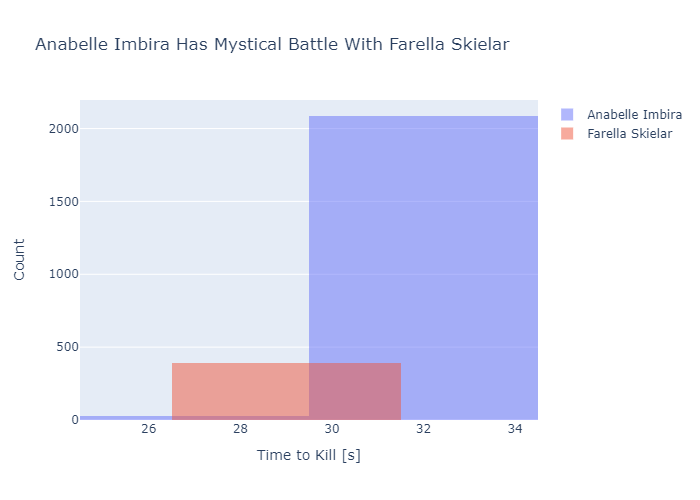 Anabelle Imbira Has Mystical Battle With Farella Skielar
Anabelle Imbira
Farella Skielar
2000
1500
1000
500
0
Count
26 28 30 32 34
Time to Kill [s]